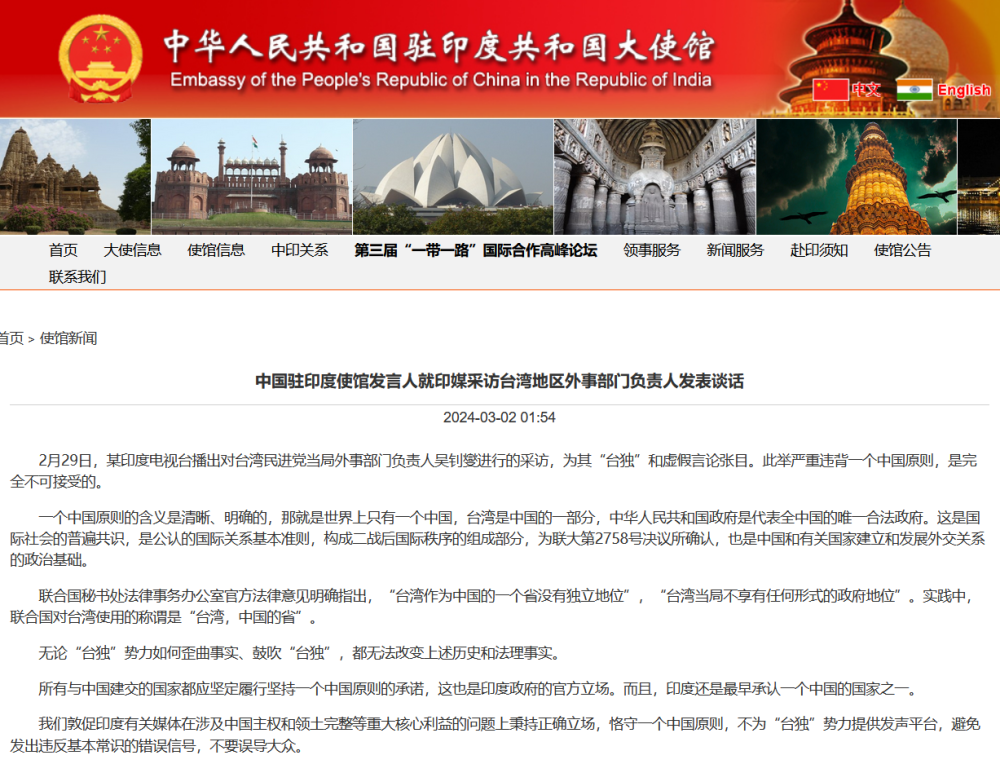 中华人民共和国驻印度共和国大使馆
Embassy of the People's Republic of China in the Republic of India
中文 English
首页 大使信息 使馆信息 中印关系 第三届“一带一路”国际合作高峰论坛 领事服务 新闻服务 赴印须知 使馆公告
联系我们
首页 > 使馆新闻
中国驻印度使馆发言人就印媒采访台湾地区外事部门负责人发表谈话
2024-03-02 01:54
2月29日，某印度电视台播出对台湾民进党当局外事部门负责人吴钊燮进行的采访，为其“台独”和虚假言论张目。此举严重违背一个中国原则，是完
全不可接受的。
一个中国原则的含义是清晰、明确的，那就是世界上只有一个中国，台湾是中国的一部分，中华人民共和国政府是代表全中国的唯一合法政府。这是国
际社会的普遍共识，是公认的国际关系基本准则，构成二战后国际秩序的组成部分，为联大第2758号决议所确认，也是中国和有关国家建立和发展外交关系
的政治基础。
联合国秘书处法律事务办公室官方法律意见明确指出，“台湾作为中国的一个省没有独立地位”，“台湾当局不享有任何形式的政府地位”。实践中，
联合国对台湾使用的称谓是“台湾，中国的省”。
无论“台独”势力如何歪曲事实、鼓吹“台独”，都无法改变上述历史和法理事实。
所有与中国建交的国家都应坚定履行坚持一个中国原则的承诺，这也是印度政府的官方立场。而且，印度还是最早承认一个中国的国家之一。
我们敦促印度有关媒体在涉及中国主权和领土完整等重大核心利益的问题上秉持正确立场，恪守一个中国原则，不为“台独”势力提供发声平台，避免
发出违反基本常识的错误信号，不要误导大众。